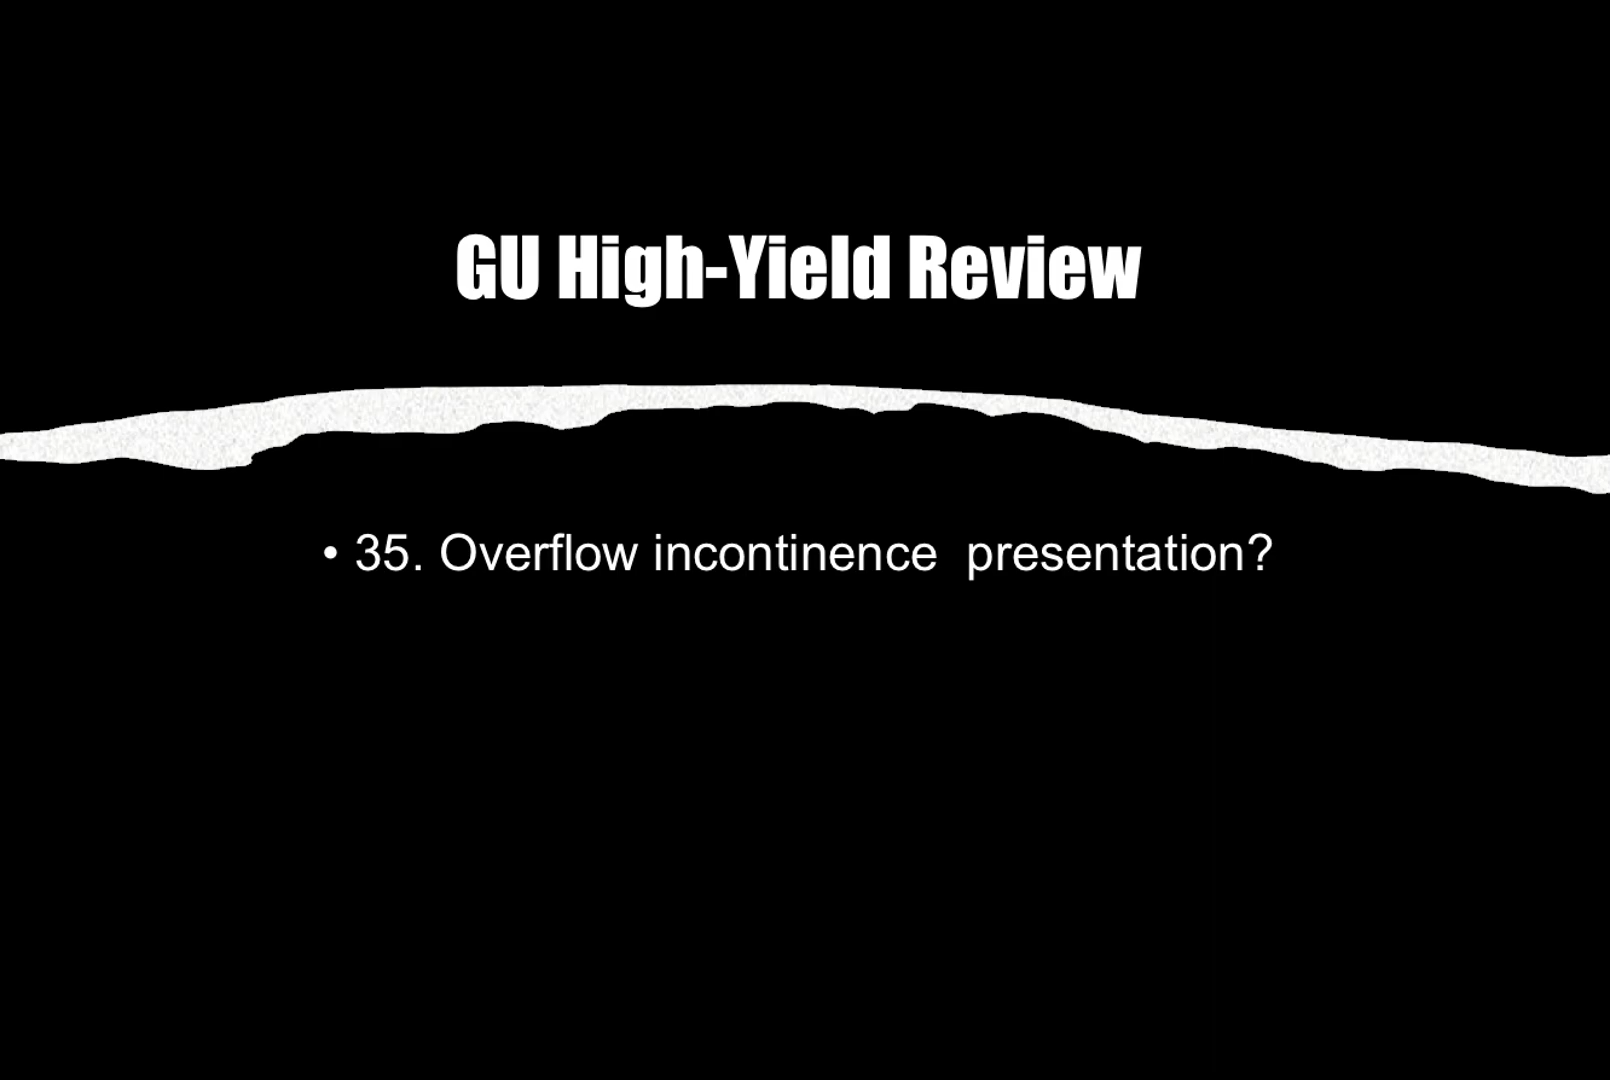 GU High-Yield Review
• 35. Overflow incontinence  presentation?